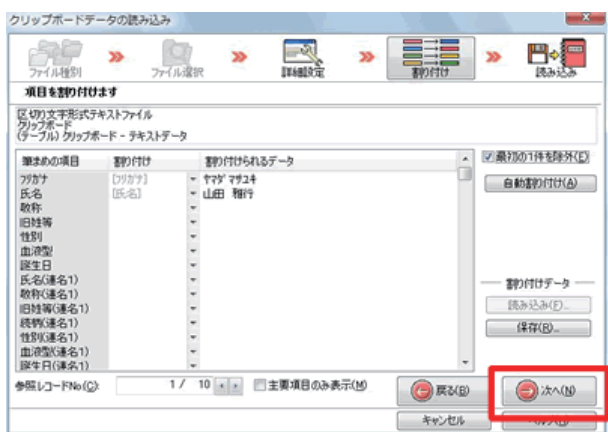 クリップボードデータの読み込み
ファイル種別 ファイル選択 詳細設定 割り付け 読み込み
項目を割り付けます
区切り文字形式テキストファイル
クリップボード
(テーブル) クリップボード - テキストデータ
筆まめの項目 割り付け 割り付けられるデータ
フリガナ [フリガナ] ヤマダ マサユキ
氏名 [氏名] 山田 雅行
敬称
旧姓等
性別
血液型
誕生日
氏名(連名1)
敬称(連名1)
旧姓等(連名1)
続柄(連名1)
性別(連名1)
血液型(連名1)
誕生日(連名1)
最初の1件を除外(E)
自動割り付け(A)
割り付けデータ
読み込み(F)...
保存(R)...
参照レコードNo(C): 1 / 10 主要項目のみ表示(M)
戻る(B) 次へ(N)
キャンセル ヘルプ(H)